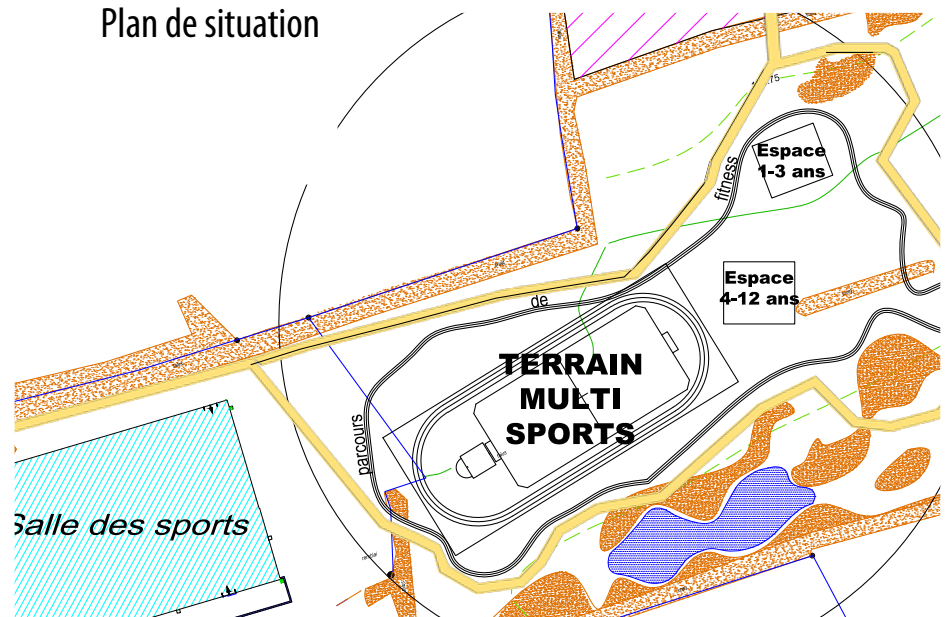 Plan de situation
Espace
1-3 ans
fitness
Espace
4-12 ans
de
TERRAIN
MULTI
SPORTS
parcours
Salle des sports